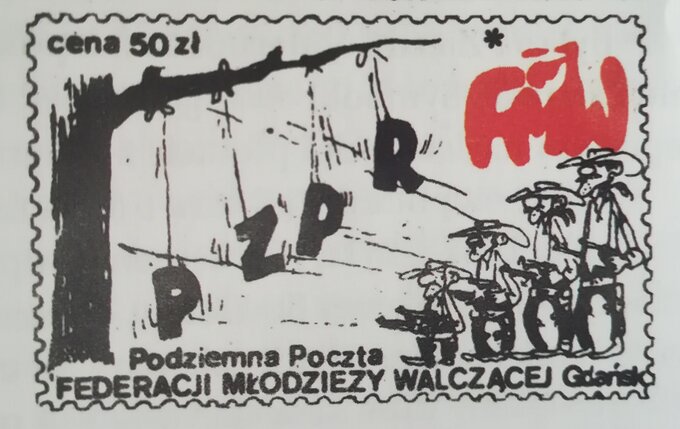 cena 50 zł
*
FMW
P Z P R
Podziemna Poczta
FEDERACJI MŁODZIEZY WALCZĄCEJ Gdańsk